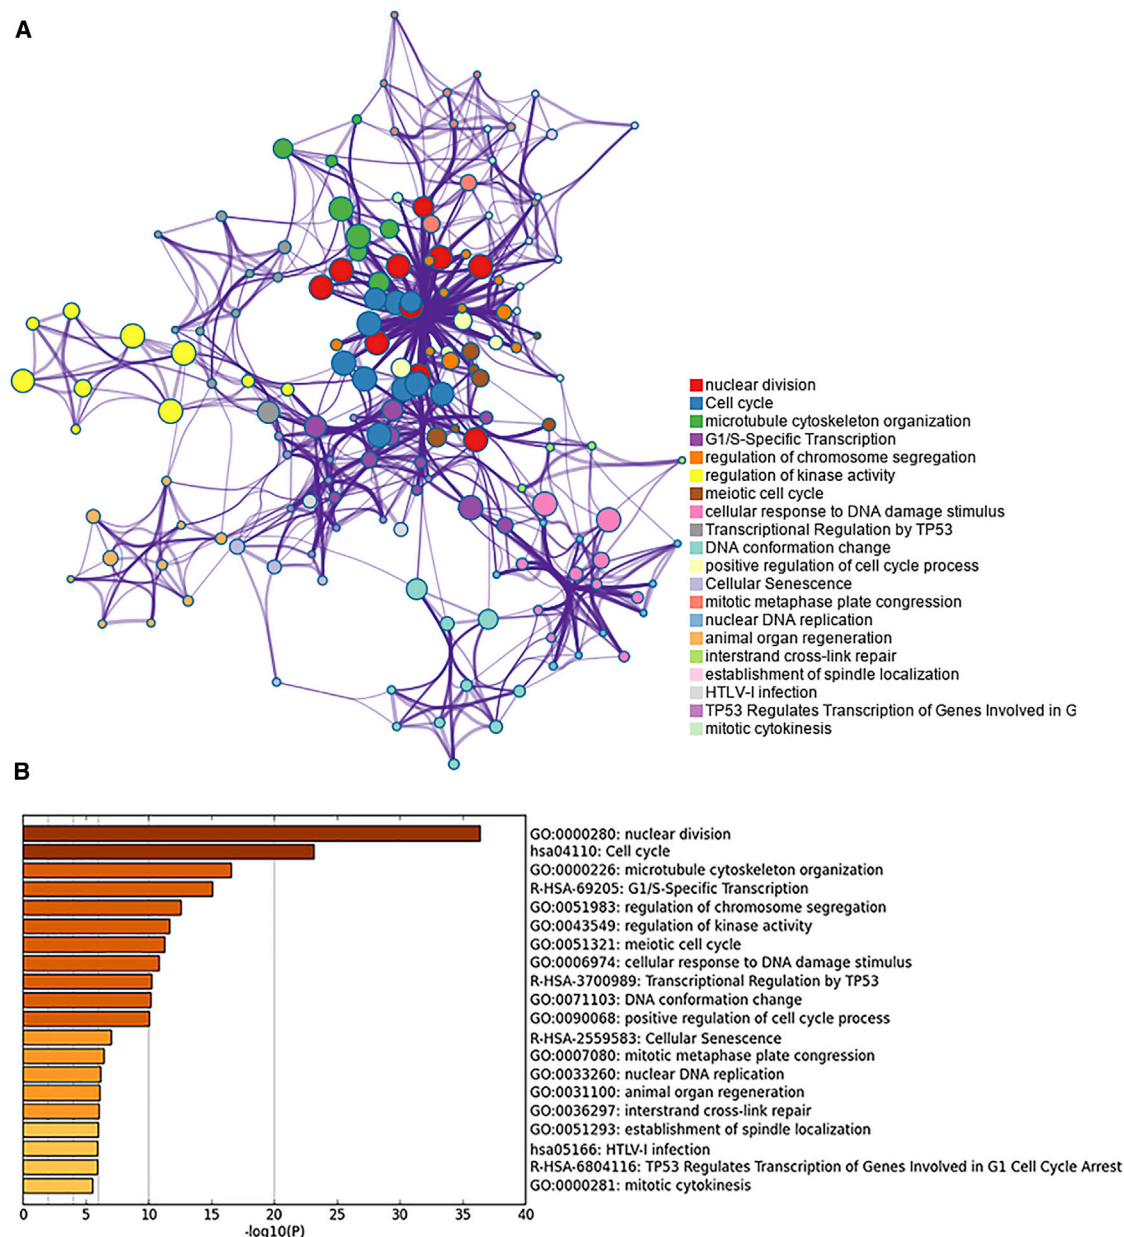 A
nuclear division
Cell cycle
microtubule cytoskeleton organization
G1/S-Specific Transcription
regulation of chromosome segregation
regulation of kinase activity
meiotic cell cycle
cellular response to DNA damage stimulus
Transcriptional Regulation by TP53
DNA conformation change
positive regulation of cell cycle process
Cellular Senescence
mitotic metaphase plate congression
nuclear DNA replication
animal organ regeneration
interstrand cross-link repair
establishment of spindle localization
HTLV-I infection
TP53 Regulates Transcription of Genes Involved in G
mitotic cytokinesis
B
GO:0000280: nuclear division
hsa04110: Cell cycle
GO:0000226: microtubule cytoskeleton organization
R-HSA-69205: G1/S-Specific Transcription
GO:0051983: regulation of chromosome segregation
GO:0043549: regulation of kinase activity
GO:0051321: meiotic cell cycle
GO:0006974: cellular response to DNA damage stimulus
R-HSA-3700989: Transcriptional Regulation by TP53
GO:0071103: DNA conformation change
GO:0090068: positive regulation of cell cycle process
R-HSA-2559583: Cellular Senescence
GO:0007080: mitotic metaphase plate congression
GO:0033260: nuclear DNA replication
GO:0031100: animal organ regeneration
GO:0036297: interstrand cross-link repair
GO:0051293: establishment of spindle localization
hsa05166: HTLV-I infection
R-HSA-6804116: TP53 Regulates Transcription of Genes Involved in G1 Cell Cycle Arrest
GO:0000281: mitotic cytokinesis
0 5 10 15 20 25 30 35 40
-log10(P)